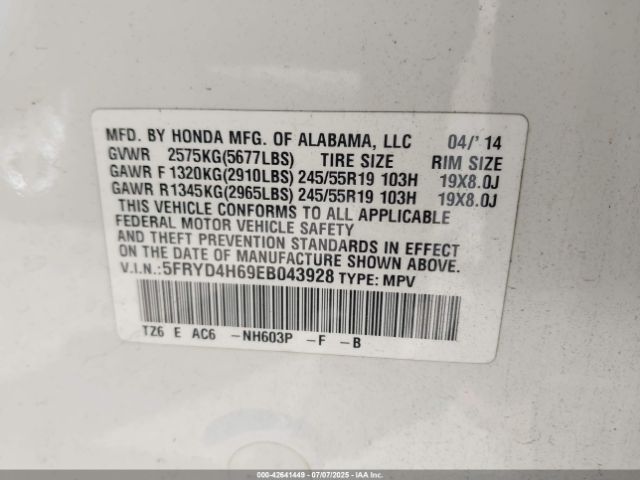 MFD. BY HONDA MFG. OF ALABAMA, LLC 04/' 14
GVWR 2575KG(5677LBS) TIRE SIZE RIM SIZE
GAWR F 1320KG(2910LBS) 245/55R19 103H 19X8.0J
GAWR R1345KG(2965LBS) 245/55R19 103H 19X8.0J
THIS VEHICLE CONFORMS TO ALL APPLICABLE
FEDERAL MOTOR VEHICLE SAFETY
AND THEFT PREVENTION STANDARDS IN EFFECT
ON THE DATE OF MANUFACTURE SHOWN ABOVE.
V.I.N.:5FRYD4H69EB043928 TYPE: MPV
TZ6 E AC6 -NH603P -F -B
000-42641449 | 07/07/2025 | IAAI.COM